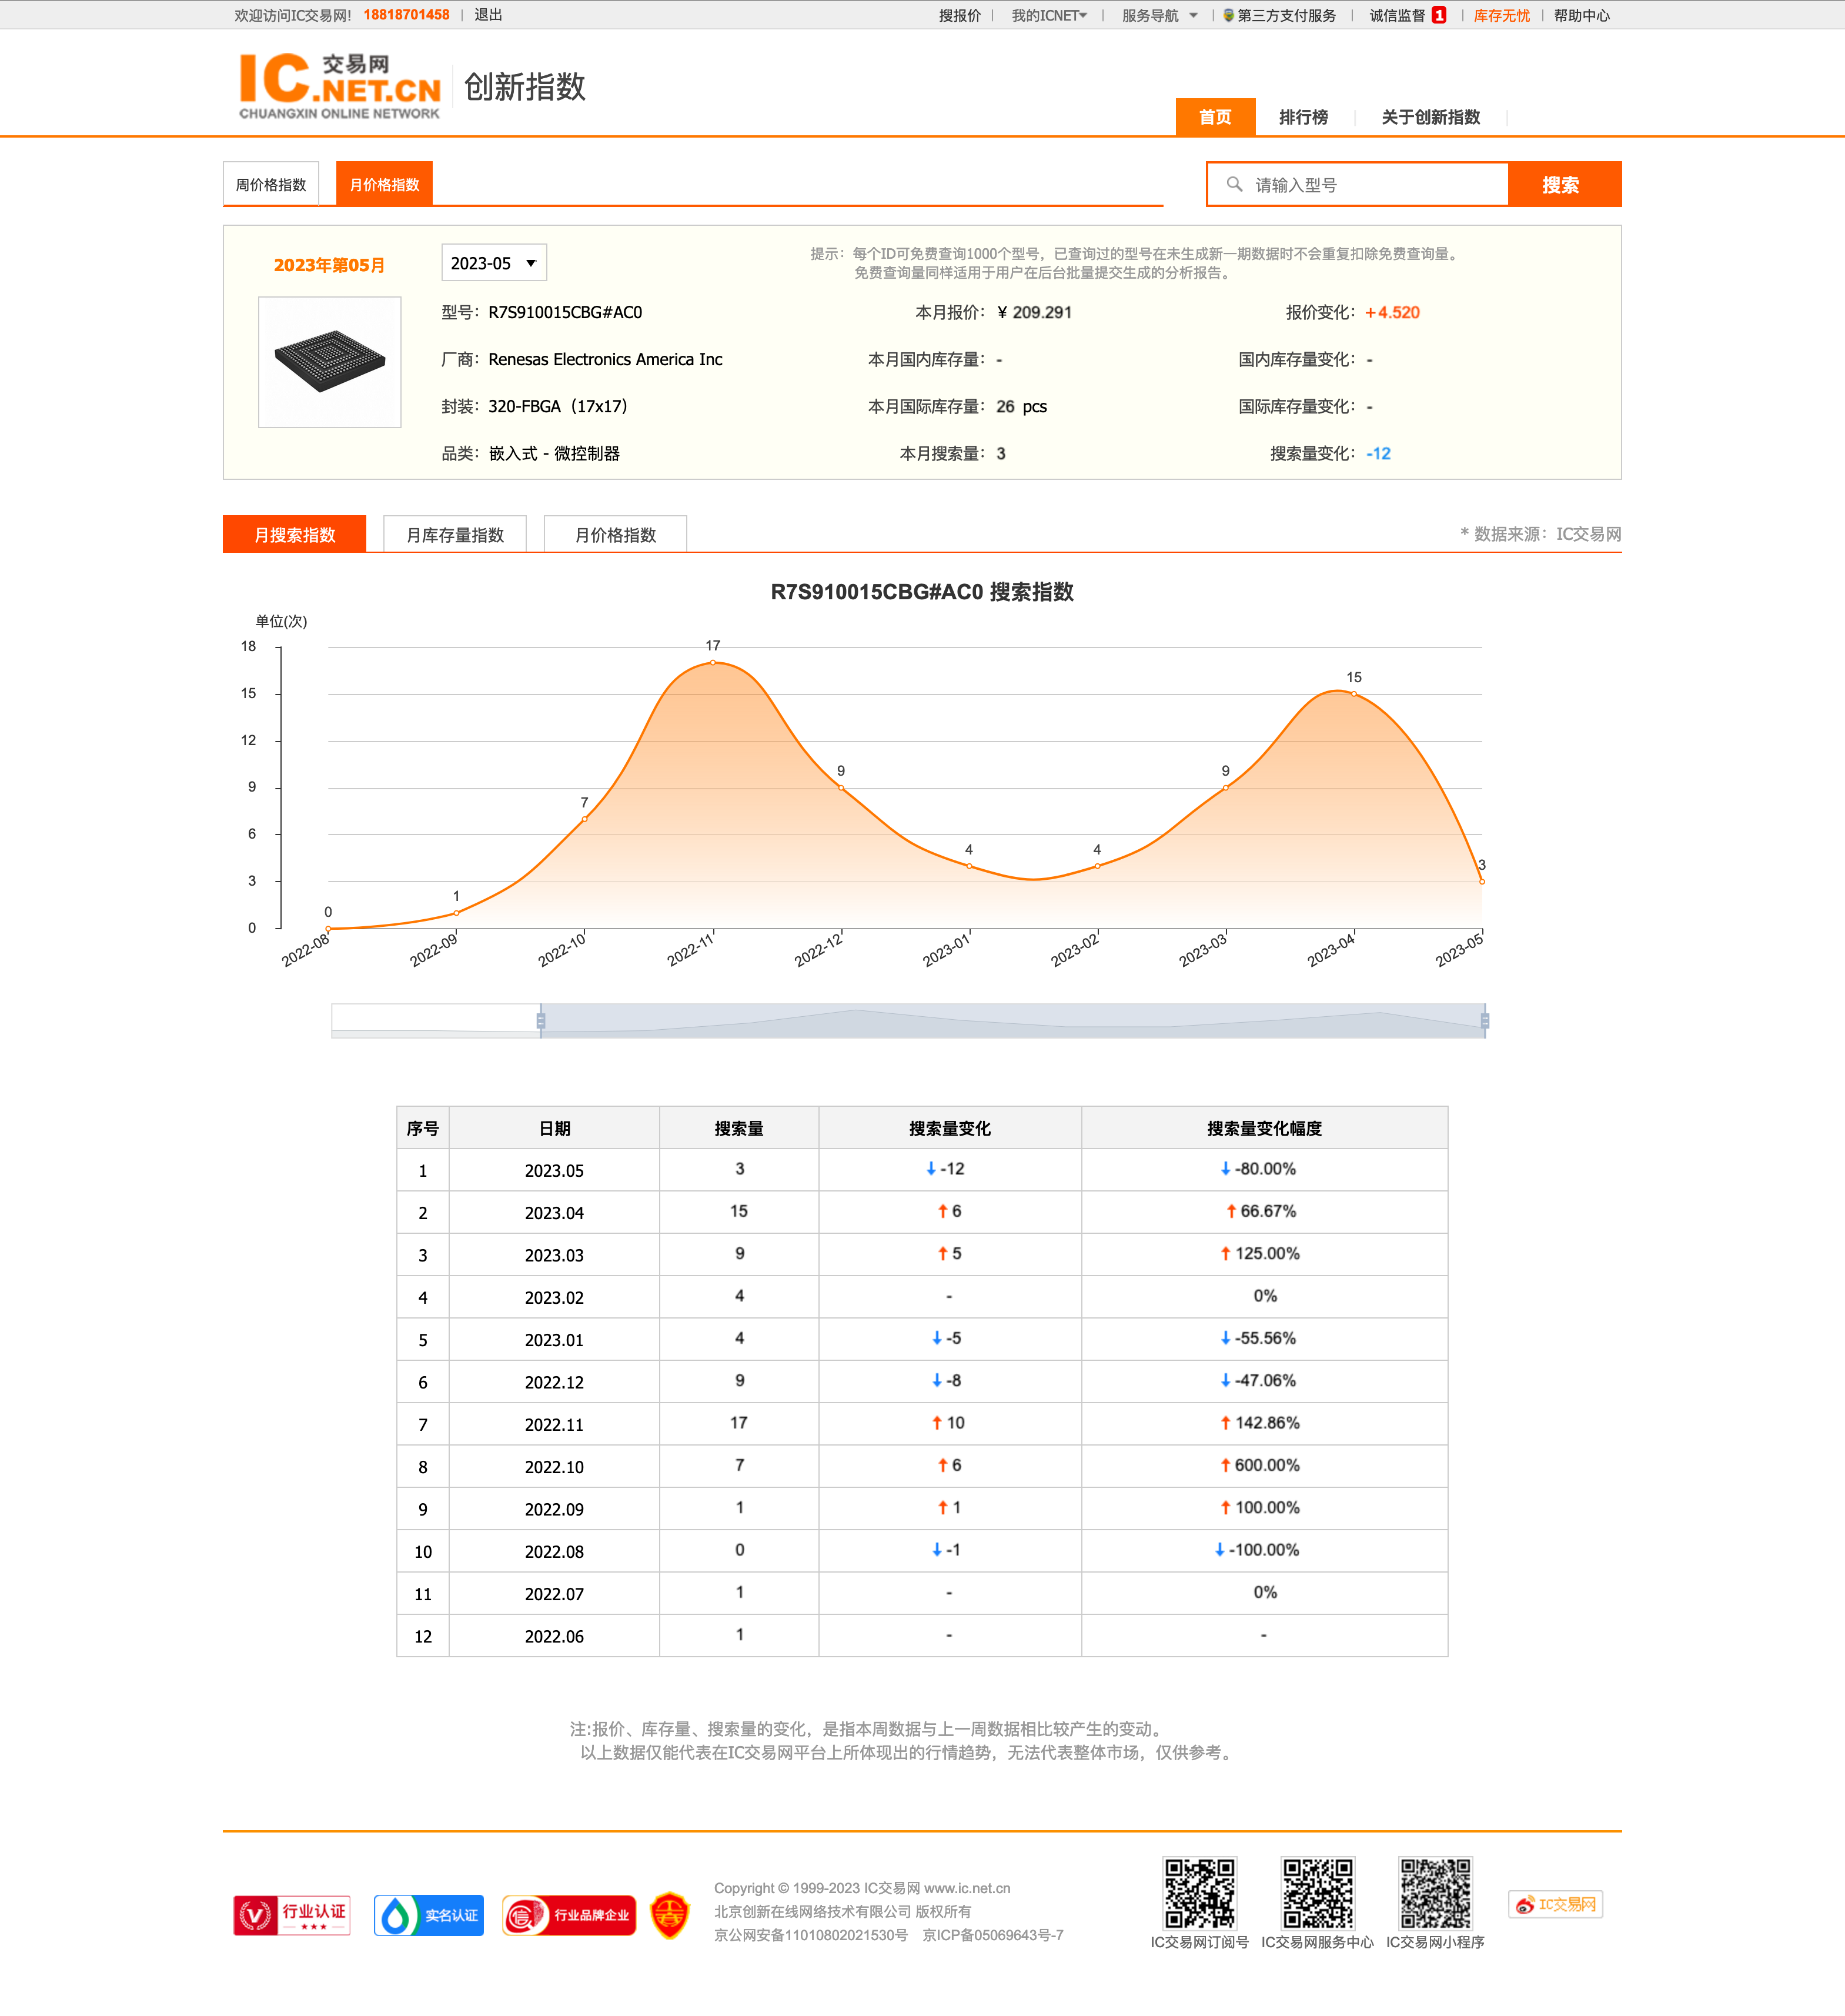 欢迎访问IC交易网! 18818701458 | 退出 搜报价 | 我的ICNET | 服务导航 | 第三方支付服务 | 诚信监督 1 | 库存无忧 | 帮助中心
IC交易网.NET.CN
CHUANGXIN ONLINE NETWORK
创新指数
首页 排行榜 关于创新指数
周价格指数 月价格指数 请输入型号 搜索
2023年第05月 2023-05
提示：每个ID可免费查询1000个型号，已查询过的型号在未生成新一期数据时不会重复扣除免费查询量。
免费查询量同样适用于用户在后台批量提交生成的分析报告。
型号：R7S910015CBG#AC0 本月报价：¥ 209.291 报价变化：+4.520
厂商：Renesas Electronics America Inc 本月国内库存量：- 国内库存量变化：-
封装：320-FBGA（17x17） 本月国际库存量：26 pcs 国际库存量变化：-
品类：嵌入式 - 微控制器 本月搜索量：3 搜索量变化：-12
月搜索指数 月库存量指数 月价格指数 * 数据来源：IC交易网
R7S910015CBG#AC0 搜索指数
单位(次)
18
15
12
9
6
3
0
0 1 7 17 9 4 4 9 15 3
2022-08 2022-09 2022-10 2022-11 2022-12 2023-01 2023-02 2023-03 2023-04 2023-05
序号 日期 搜索量 搜索量变化 搜索量变化幅度
1 2023.05 3 ↓ -12 ↓ -80.00%
2 2023.04 15 ↑ 6 ↑ 66.67%
3 2023.03 9 ↑ 5 ↑ 125.00%
4 2023.02 4 - 0%
5 2023.01 4 ↓ -5 ↓ -55.56%
6 2022.12 9 ↓ -8 ↓ -47.06%
7 2022.11 17 ↑ 10 ↑ 142.86%
8 2022.10 7 ↑ 6 ↑ 600.00%
9 2022.09 1 ↑ 1 ↑ 100.00%
10 2022.08 0 ↓ -1 ↓ -100.00%
11 2022.07 1 - 0%
12 2022.06 1 - -
注:报价、库存量、搜索量的变化，是指本周数据与上一周数据相比较产生的变动。
以上数据仅能代表在IC交易网平台上所体现出的行情趋势，无法代表整体市场，仅供参考。
行业认证
实名认证
信 行业品牌企业
Copyright © 1999-2023 IC交易网 www.ic.net.cn
北京创新在线网络技术有限公司 版权所有
京公网安备11010802021530号 京ICP备05069643号-7
IC交易网订阅号 IC交易网服务中心 IC交易网小程序
IC交易网